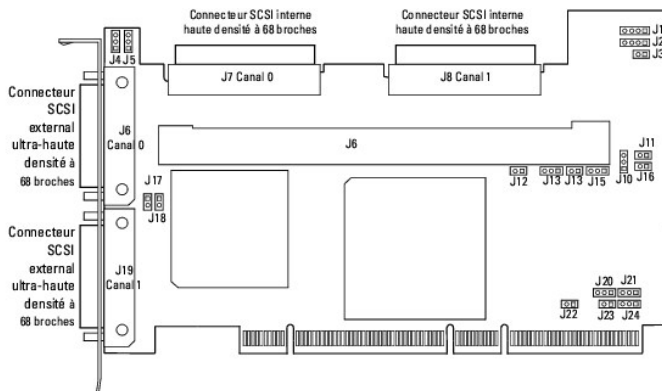 Connecteur SCSI interne
haute densité à 68 broches
Connecteur SCSI interne
haute densité à 68 broches
J1
J2
J3
J4
J5
J7 Canal 0
J8 Canal 1
Connecteur
SCSI
external
ultra-haute
densité à
68 broches
J6
Canal 0
J6
J11
J16
J10
J12
J13
J13
J15
J17
J18
Connecteur
SCSI
external
ultra-haute
densité à
68 broches
J19
Canal 1
J20
J21
J22
J23
J24